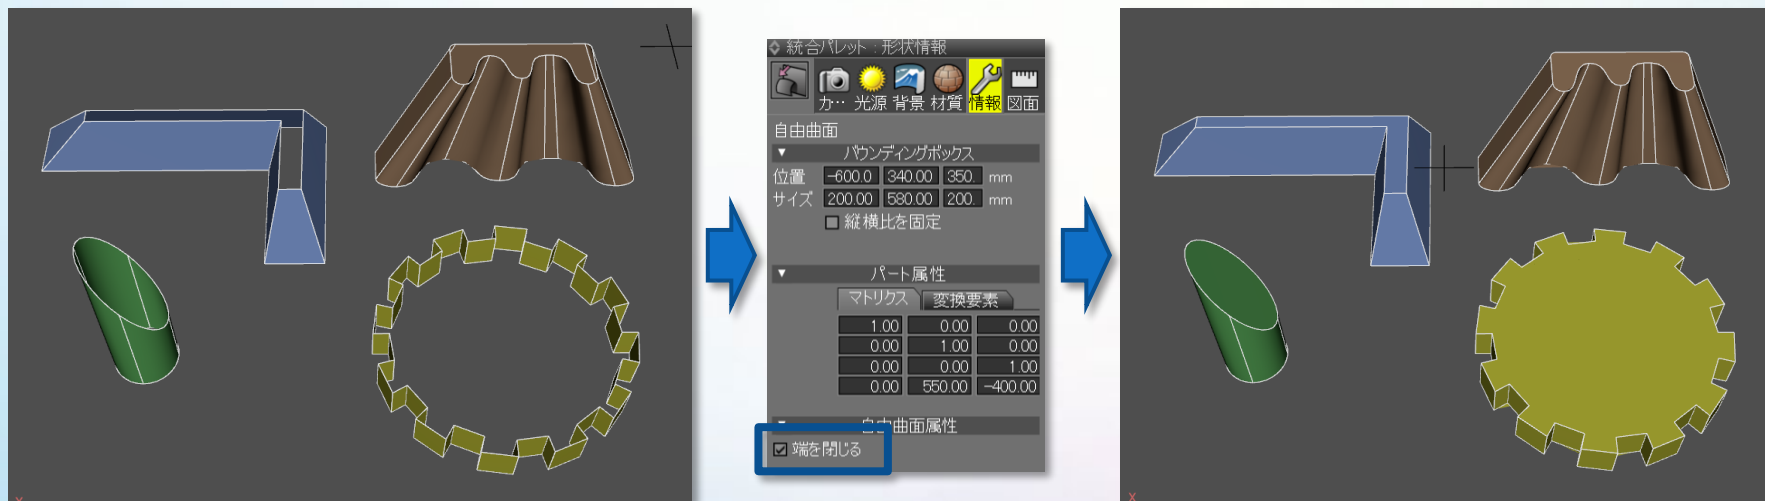 統合パレット：形状情報
カ… 光源 背景 材質 情報 図面
自由曲面
▼ バウンディングボックス
位置 -600.0 340.00 350. mm
サイズ 200.00 580.00 200. mm
縦横比を固定
▼ パート属性
マトリクス 変換要素
1.00 0.00 0.00
0.00 1.00 0.00
0.00 0.00 1.00
0.00 550.00 -400.00
自由曲面属性
端を閉じる
x
x